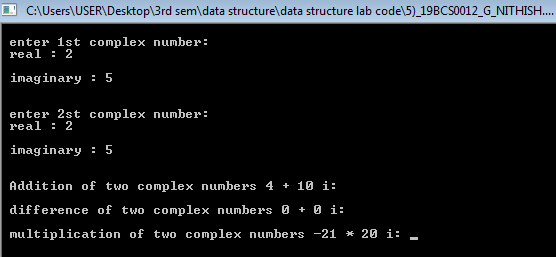 C:\Users\USER\Desktop\3rd sem\data structure\data structure lab code\5)_19BCS0012_G_NITHISH....
enter 1st complex number:
real : 2
imaginary : 5
enter 2st complex number:
real : 2
imaginary : 5
Addition of two complex numbers 4 + 10 i:
difference of two complex numbers 0 + 0 i:
multiplication of two complex numbers -21 * 20 i: _